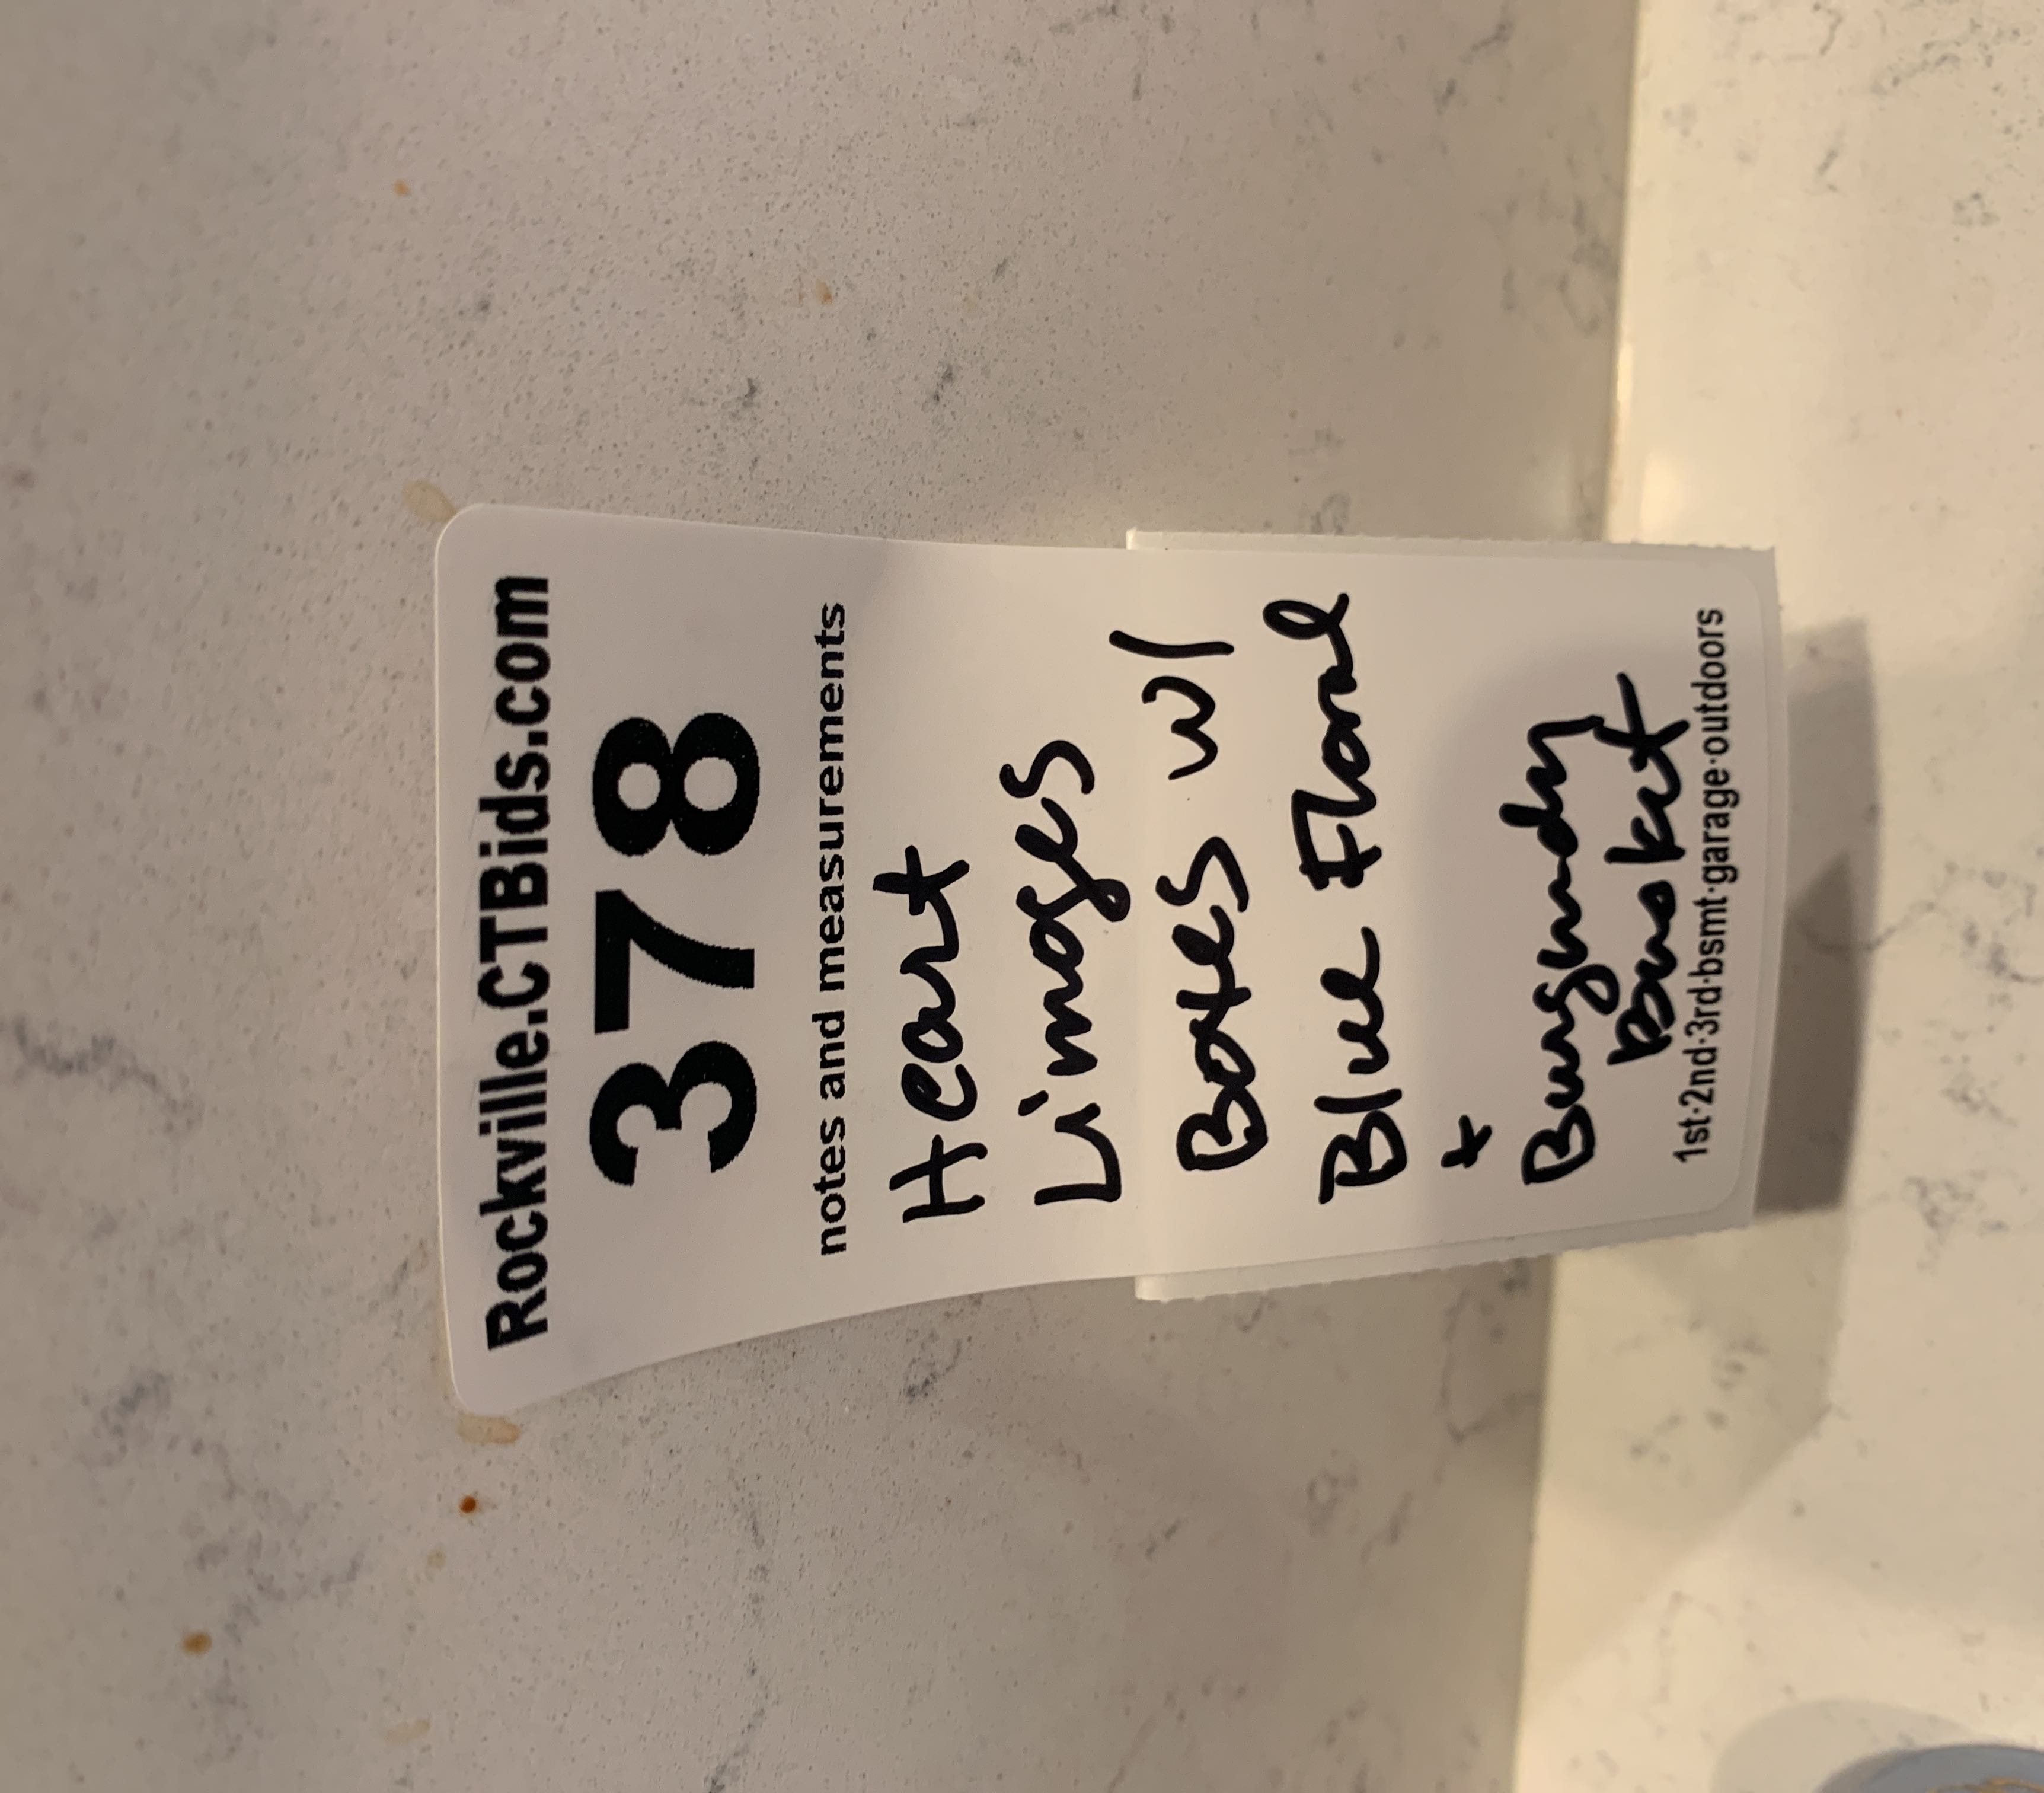 Rockville.CTBids.com
378
notes and measurements
Heart
Limoges
Boxes w/
Blue Floral
+
Burgundy
Basket
1st·2nd·3rd·bsmt·garage·outdoors